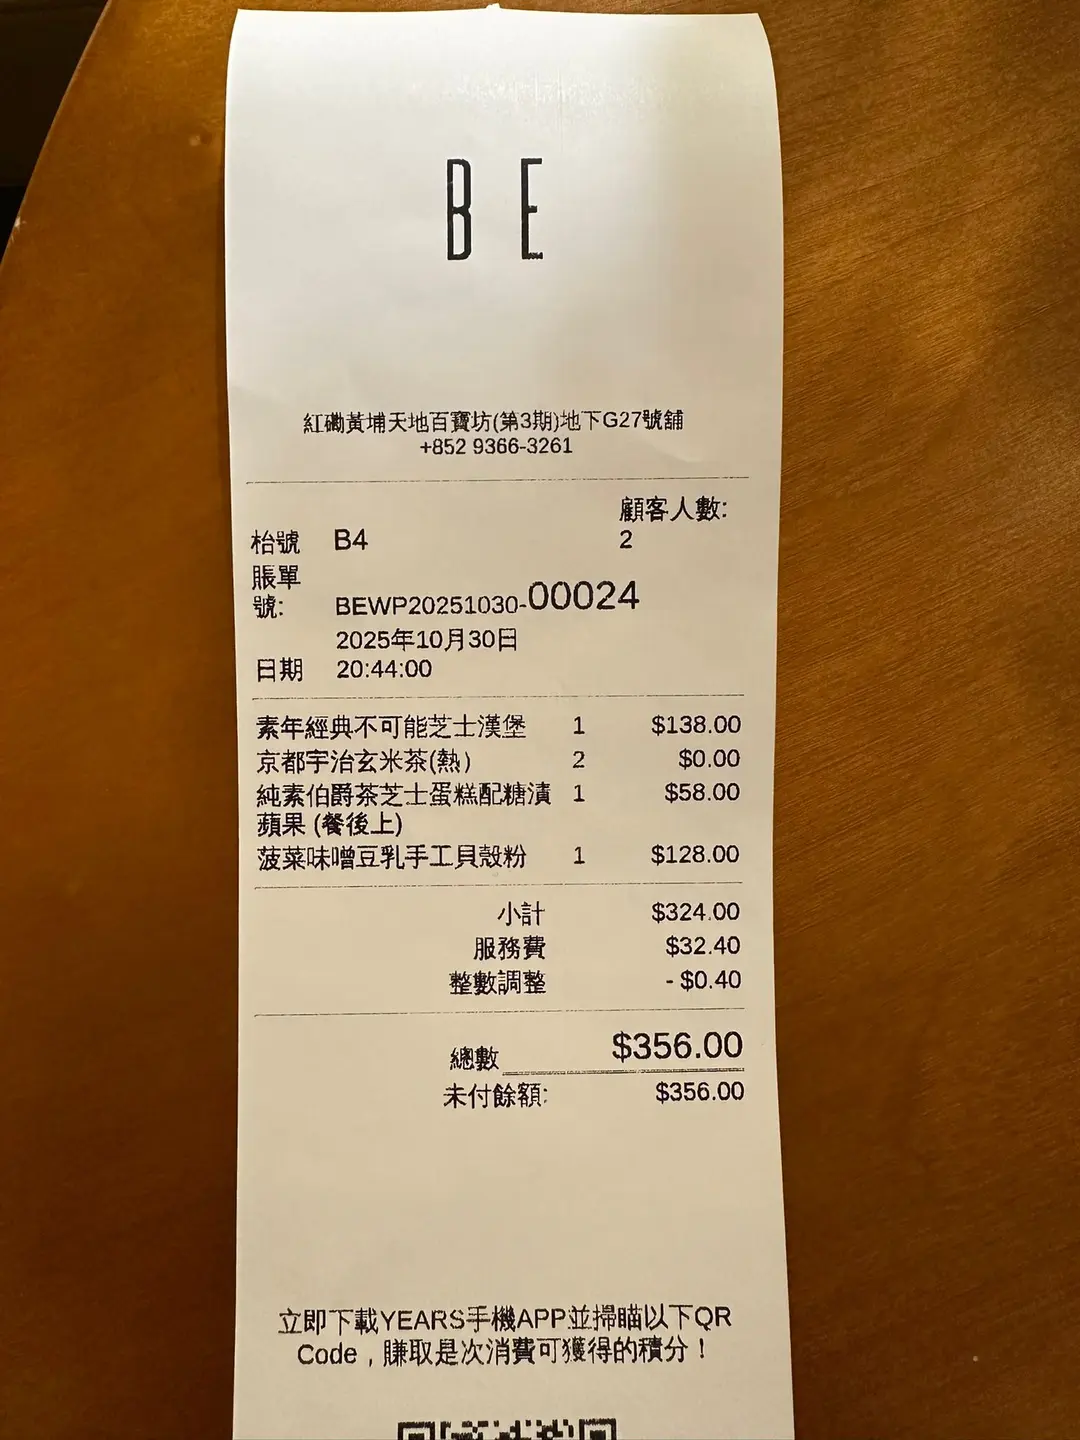 BE
紅磡黃埔天地百寶坊(第3期)地下G27號舖
+852 9366-3261
顧客人數:
枱號 B4 2
賬單
號: BEWP20251030-00024
2025年10月30日
日期 20:44:00
素年經典不可能芝士漢堡 1 $138.00
京都宇治玄米茶(熱) 2 $0.00
純素伯爵茶芝士蛋糕配糖漬 1 $58.00
蘋果 (餐後上)
菠菜味噌豆乳手工貝殼粉 1 $128.00
小計 $324.00
服務費 $32.40
整數調整 - $0.40
總數 $356.00
未付餘額: $356.00
立即下載YEARS手機APP並掃瞄以下QR
Code，賺取是次消費可獲得的積分！